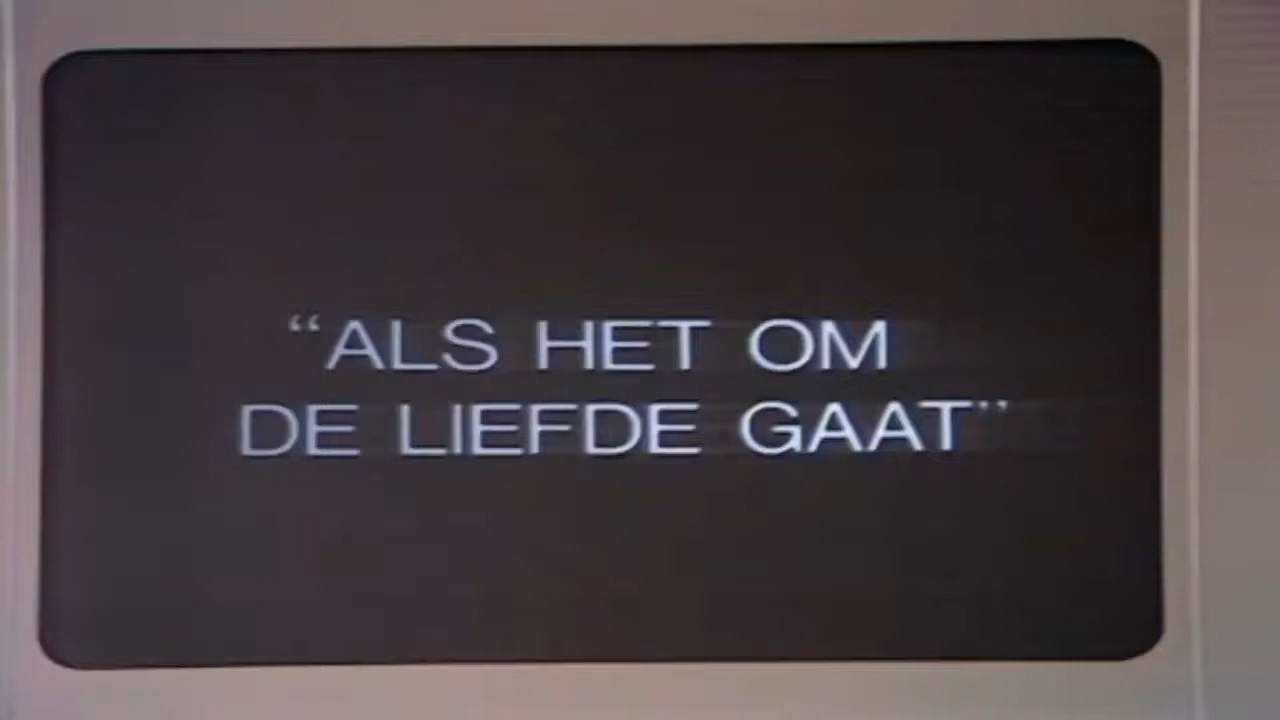 “ALS HET OM
DE LIEFDE GAAT”